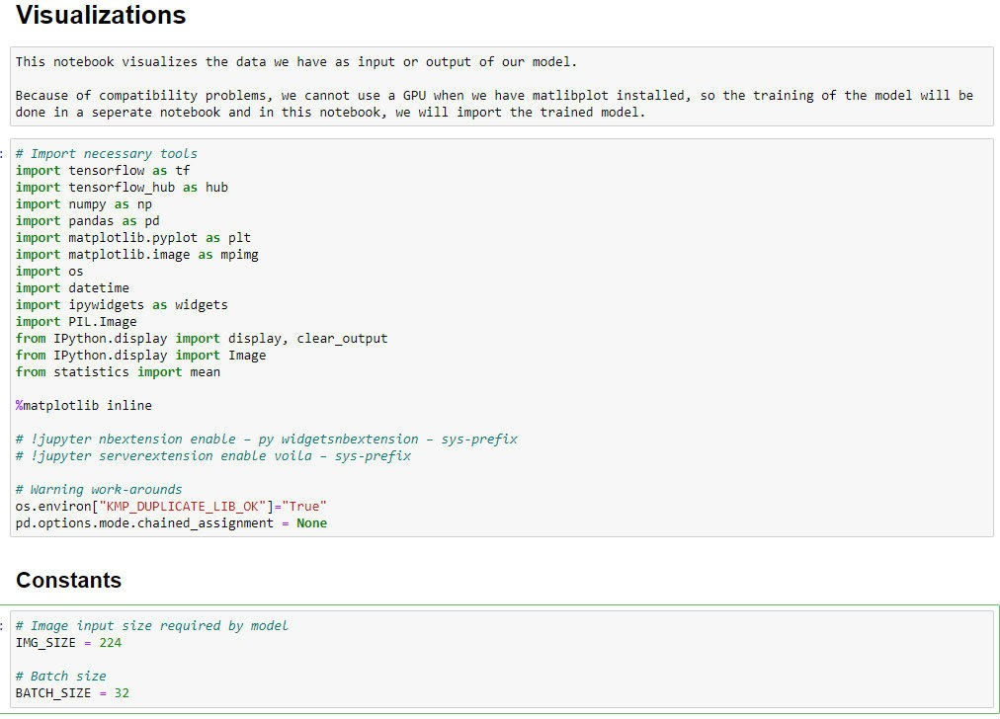 Visualizations
This notebook visualizes the data we have as input or output of our model.
Because of compatibility problems, we cannot use a GPU when we have matlibplot installed, so the training of the model will be
done in a seperate notebook and in this notebook, we will import the trained model.
: # Import necessary tools
import tensorflow as tf
import tensorflow_hub as hub
import numpy as np
import pandas as pd
import matplotlib.pyplot as plt
import matplotlib.image as mpimg
import os
import datetime
import ipywidgets as widgets
import PIL.Image
from IPython.display import display, clear_output
from IPython.display import Image
from statistics import mean
%matplotlib inline
# !jupyter nbextension enable – py widgetsnbextension – sys-prefix
# !jupyter serverextension enable voila – sys-prefix
# Warning work-arounds
os.environ["KMP_DUPLICATE_LIB_OK"]="True"
pd.options.mode.chained_assignment = None
Constants
: # Image input size required by model
IMG_SIZE = 224
# Batch size
BATCH_SIZE = 32